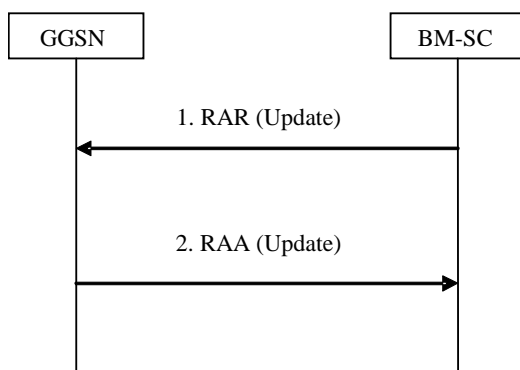 GGSN
BM-SC
1. RAR (Update)
2. RAA (Update)